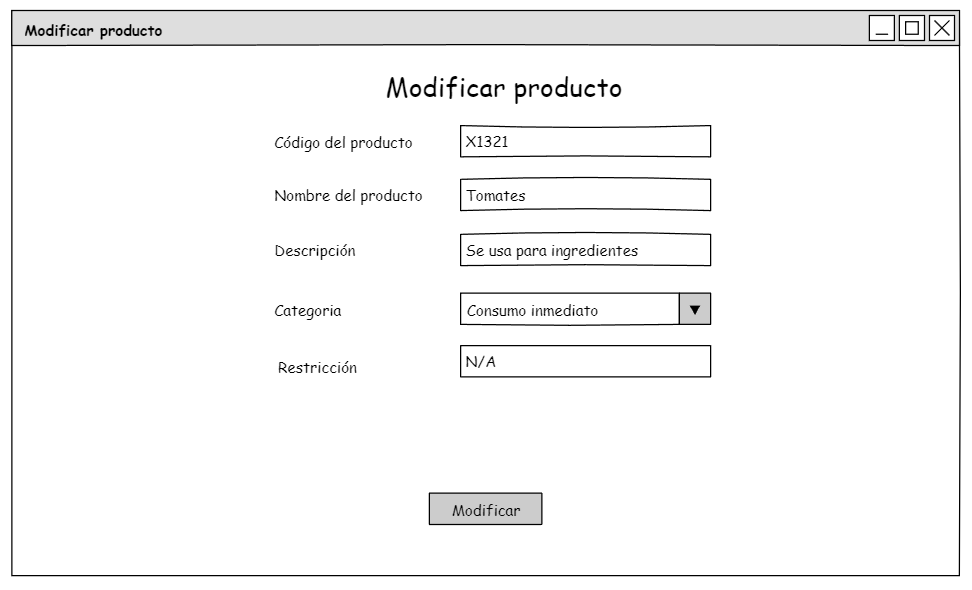 Modificar producto
Modificar producto
Código del producto X1321
Nombre del producto Tomates
Descripción Se usa para ingredientes
Categoria Consumo inmediato
Restricción N/A
Modificar